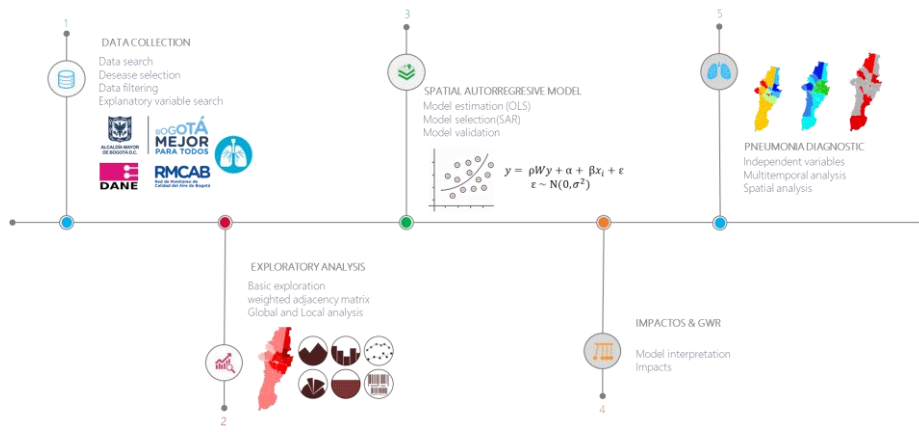 1
DATA COLLECTION
Data search
Desease selection
Data filtering
Explanatory variable search
ALCALDÍA MAYOR
DE BOGOTÁ D.C.
BOGOTÁ
MEJOR
PARA TODOS
DANE
RMCAB
Red de Monitoreo de
Calidad del Aire de Bogotá
2
EXPLORATORY ANALYSIS
Basic exploration
weighted adjacency matrix
Global and Local analysis
3
SPATIAL AUTORREGRESIVE MODEL
Model estimation (OLS)
Model selection(SAR)
Model validation
y = ρWy + α + βxᵢ + ε
ε ~ N(0,σ²)
4
IMPACTOS & GWR
Model interpretation
Impacts
5
PNEUMONIA DIAGNOSTIC
Independent variables
Multitemporal analysis
Spatial analysis